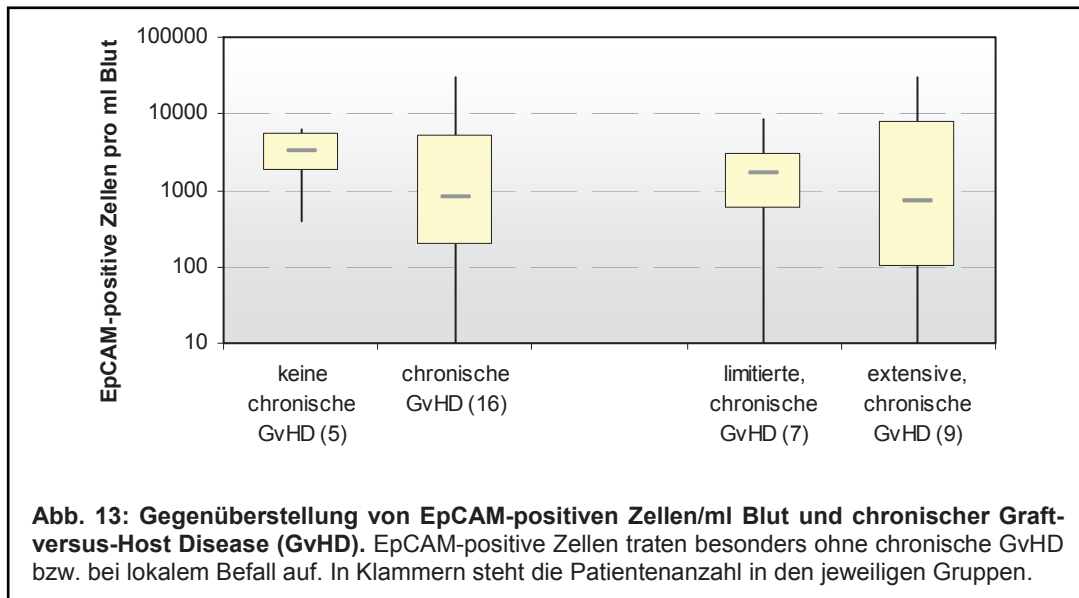 EpCAM-positive Zellen pro ml Blut
100000
10000
1000
100
10
keine
chronische
GvHD (5)
chronische
GvHD (16)
limitierte,
chronische
GvHD (7)
extensive,
chronische
GvHD (9)
Abb. 13: Gegenüberstellung von EpCAM-positiven Zellen/ml Blut und chronischer Graft-
versus-Host Disease (GvHD). EpCAM-positive Zellen treten besonders ohne chronische GvHD
bzw. bei lokalem Befall auf. In Klammern steht die Patientenanzahl in den jeweiligen Gruppen.